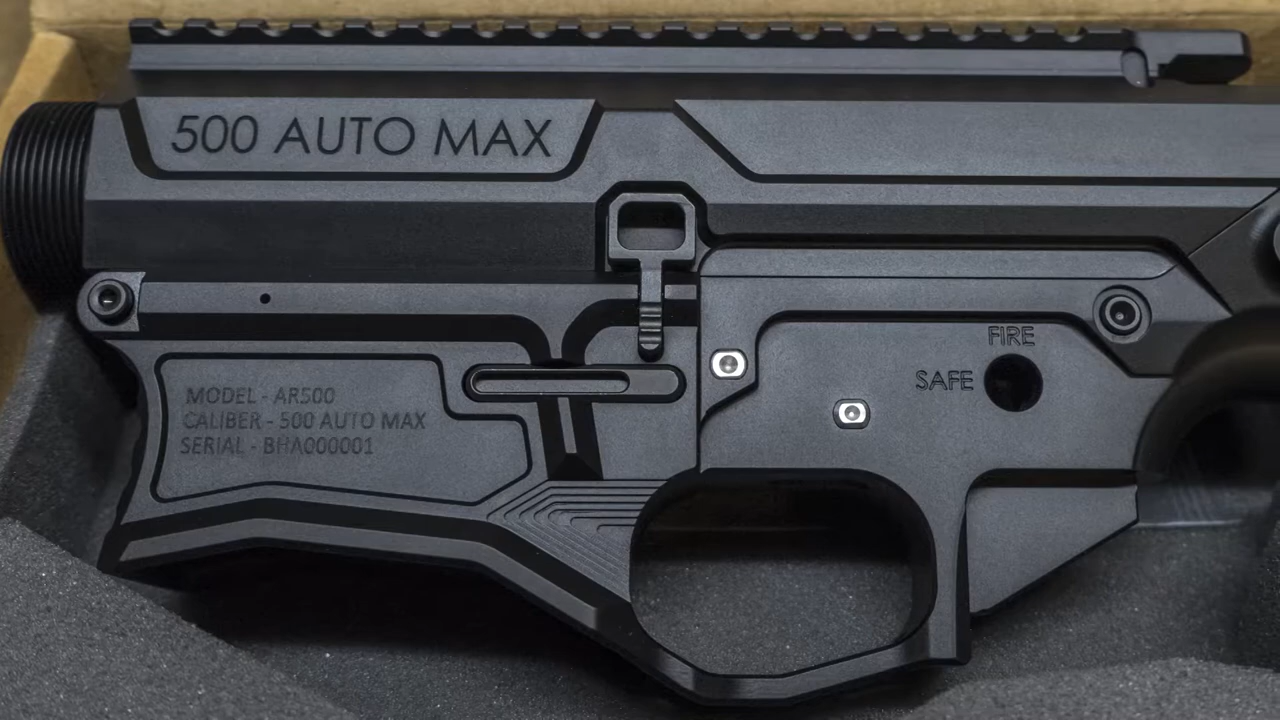 500 AUTO MAX
FIRE
SAFE
MODEL - AR500
CALIBER - 500 AUTO MAX
SERIAL - BHA000001